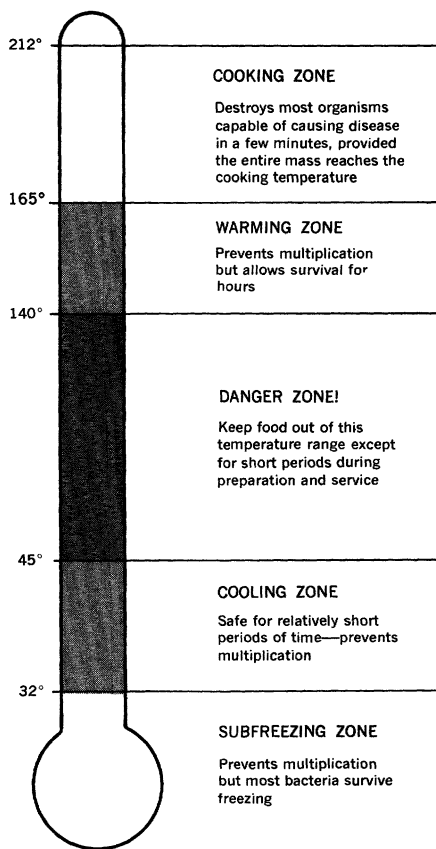 212°
COOKING ZONE
Destroys most organisms
capable of causing disease
in a few minutes, provided
the entire mass reaches the
cooking temperature
165°
WARMING ZONE
Prevents multiplication
but allows survival for
hours
140°
DANGER ZONE!
Keep food out of this
temperature range except
for short periods during
preparation and service
45°
COOLING ZONE
Safe for relatively short
periods of time—prevents
multiplication
32°
SUBFREEZING ZONE
Prevents multiplication
but most bacteria survive
freezing